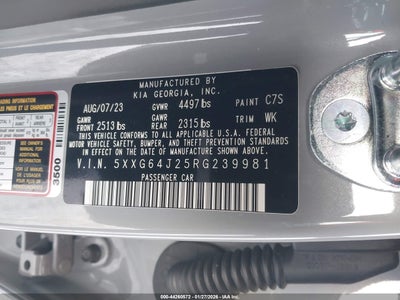 MANUFACTURED BY
KIA GEORGIA, INC.
AUG/07/23 GVWR 4497 lbs PAINT C7S
GAWR FRONT 2513 lbs GAWR REAR 2315 lbs TRIM WK
THIS VEHICLE CONFORMS TO ALL APPLICABLE U.S.A. FEDERAL
MOTOR VEHICLE SAFETY, BUMPER, AND THEFT PREVENTION STANDARDS
IN EFFECT ON THE DATE OF MANUFACTURE SHOWN ABOVE.
V.I.N. 5XXG64J25RG239981
PASSENGER CAR
3600
000-44260572 - 01/27/2026 - IAA Inc.